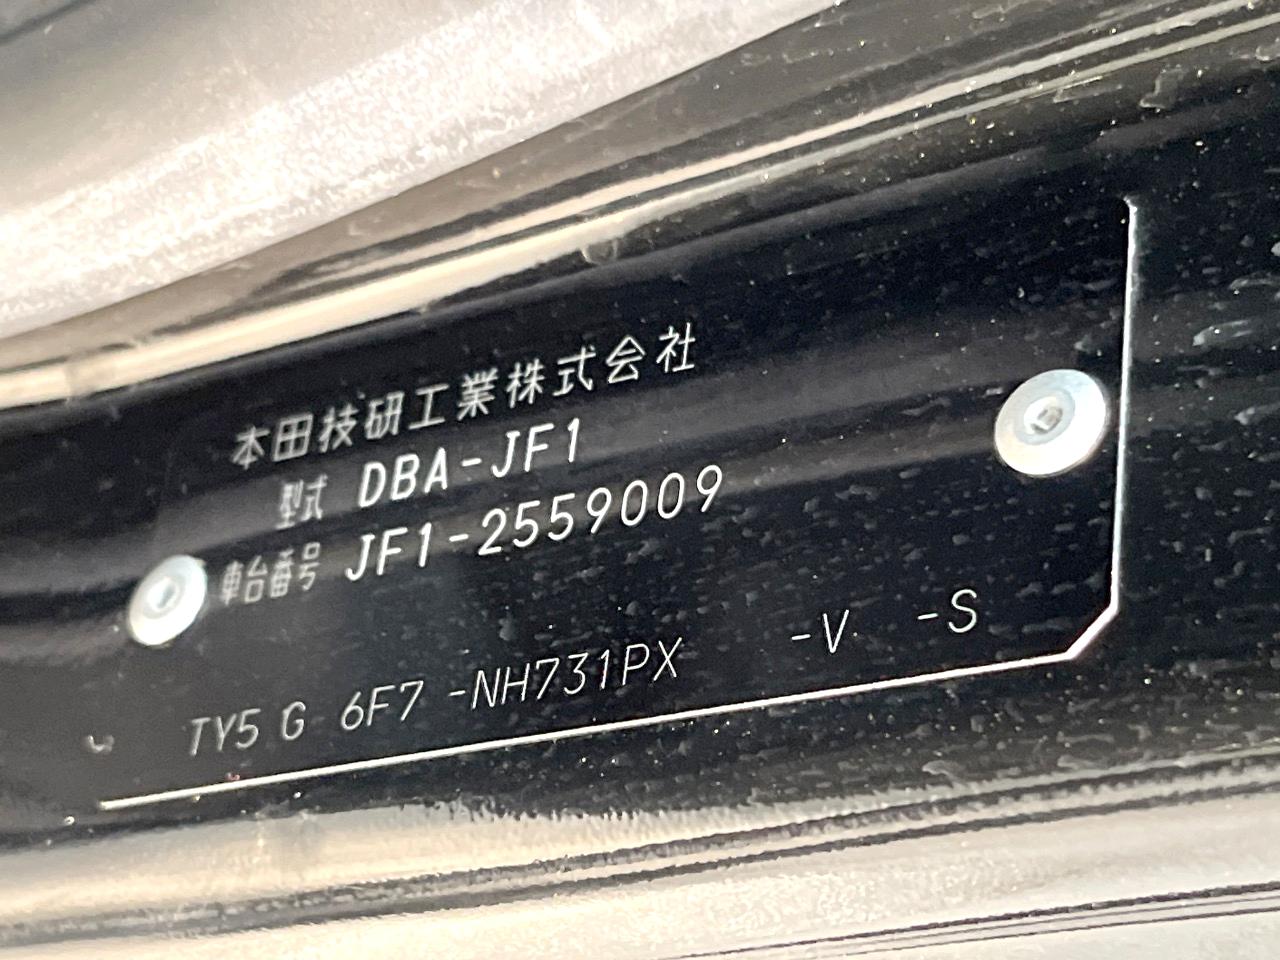 本田技研工業株式会社
型式 DBA-JF1
車台番号 JF1-2559009
TY5 G 6F7 -NH731PX -V -S